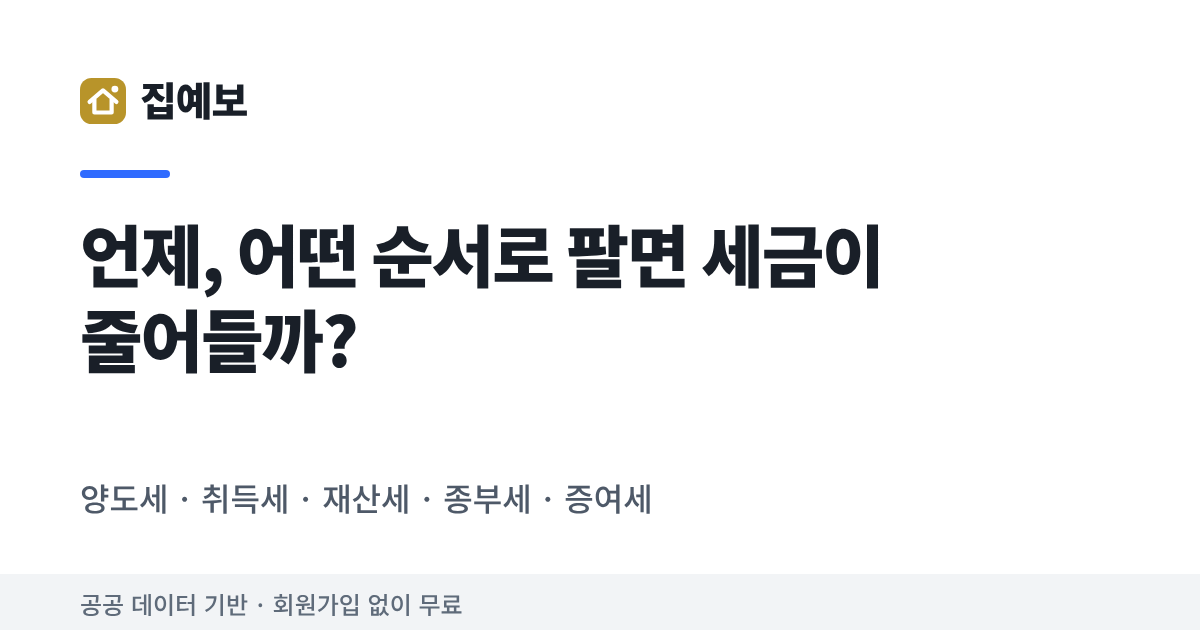 집예보
언제, 어떤 순서로 팔면 세금이
줄어들까?
양도세 · 취득세 · 재산세 · 종부세 · 증여세
공공 데이터 기반 · 회원가입 없이 무료